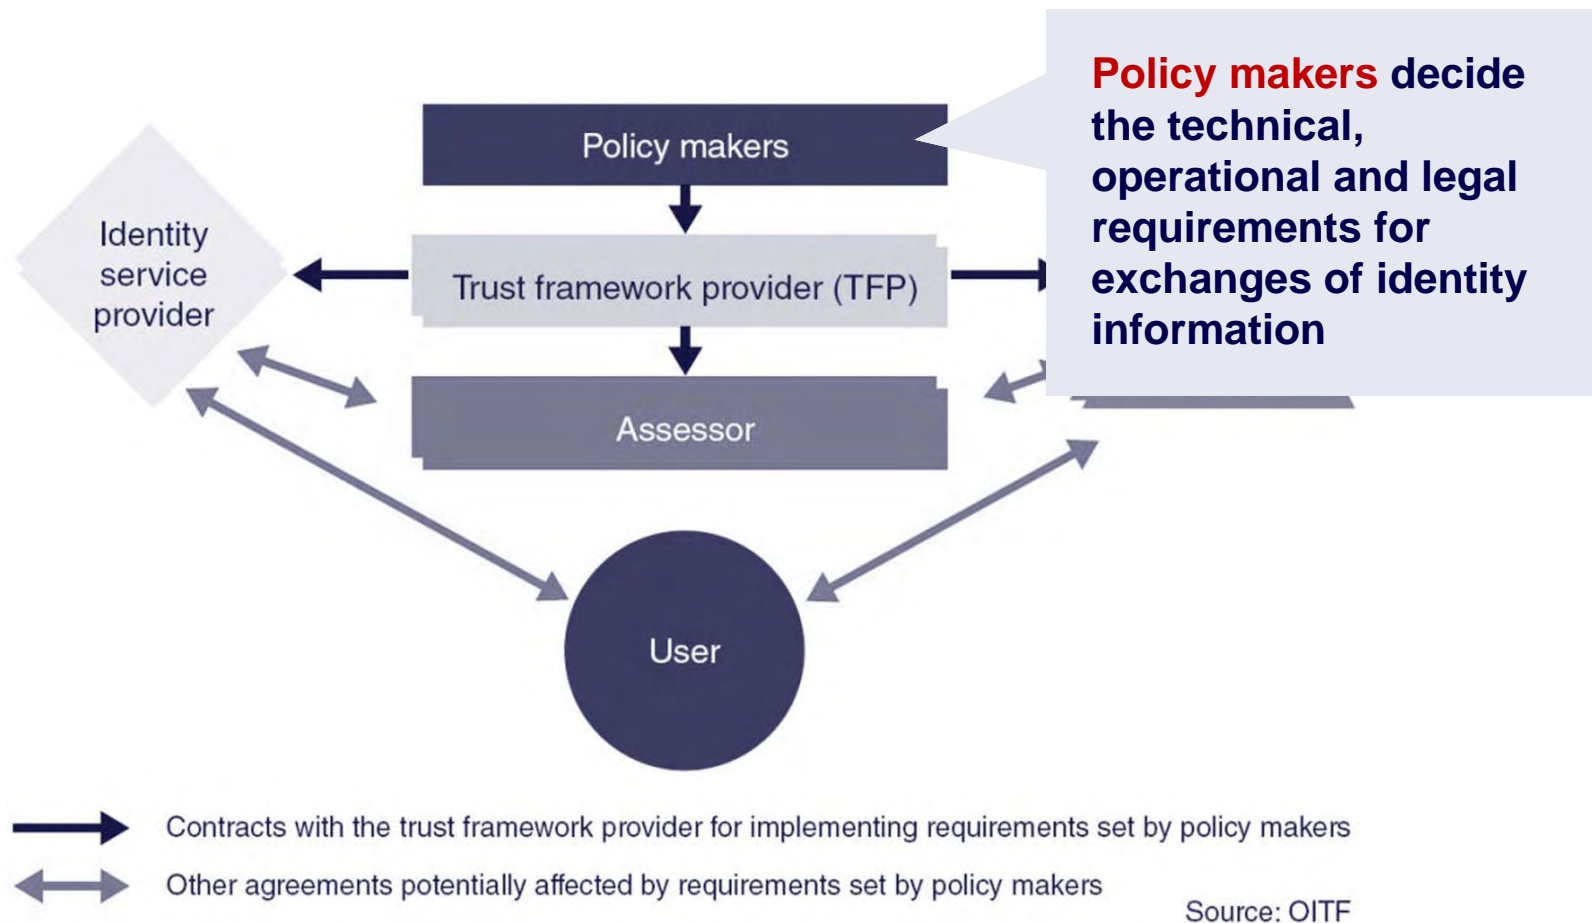 Policy makers decide
the technical,
operational and legal
requirements for
exchanges of identity
information
Policy makers
Identity
service
provider
Trust framework provider (TFP)
Assessor
User
Contracts with the trust framework provider for implementing requirements set by policy makers
Other agreements potentially affected by requirements set by policy makers
Source: OITF